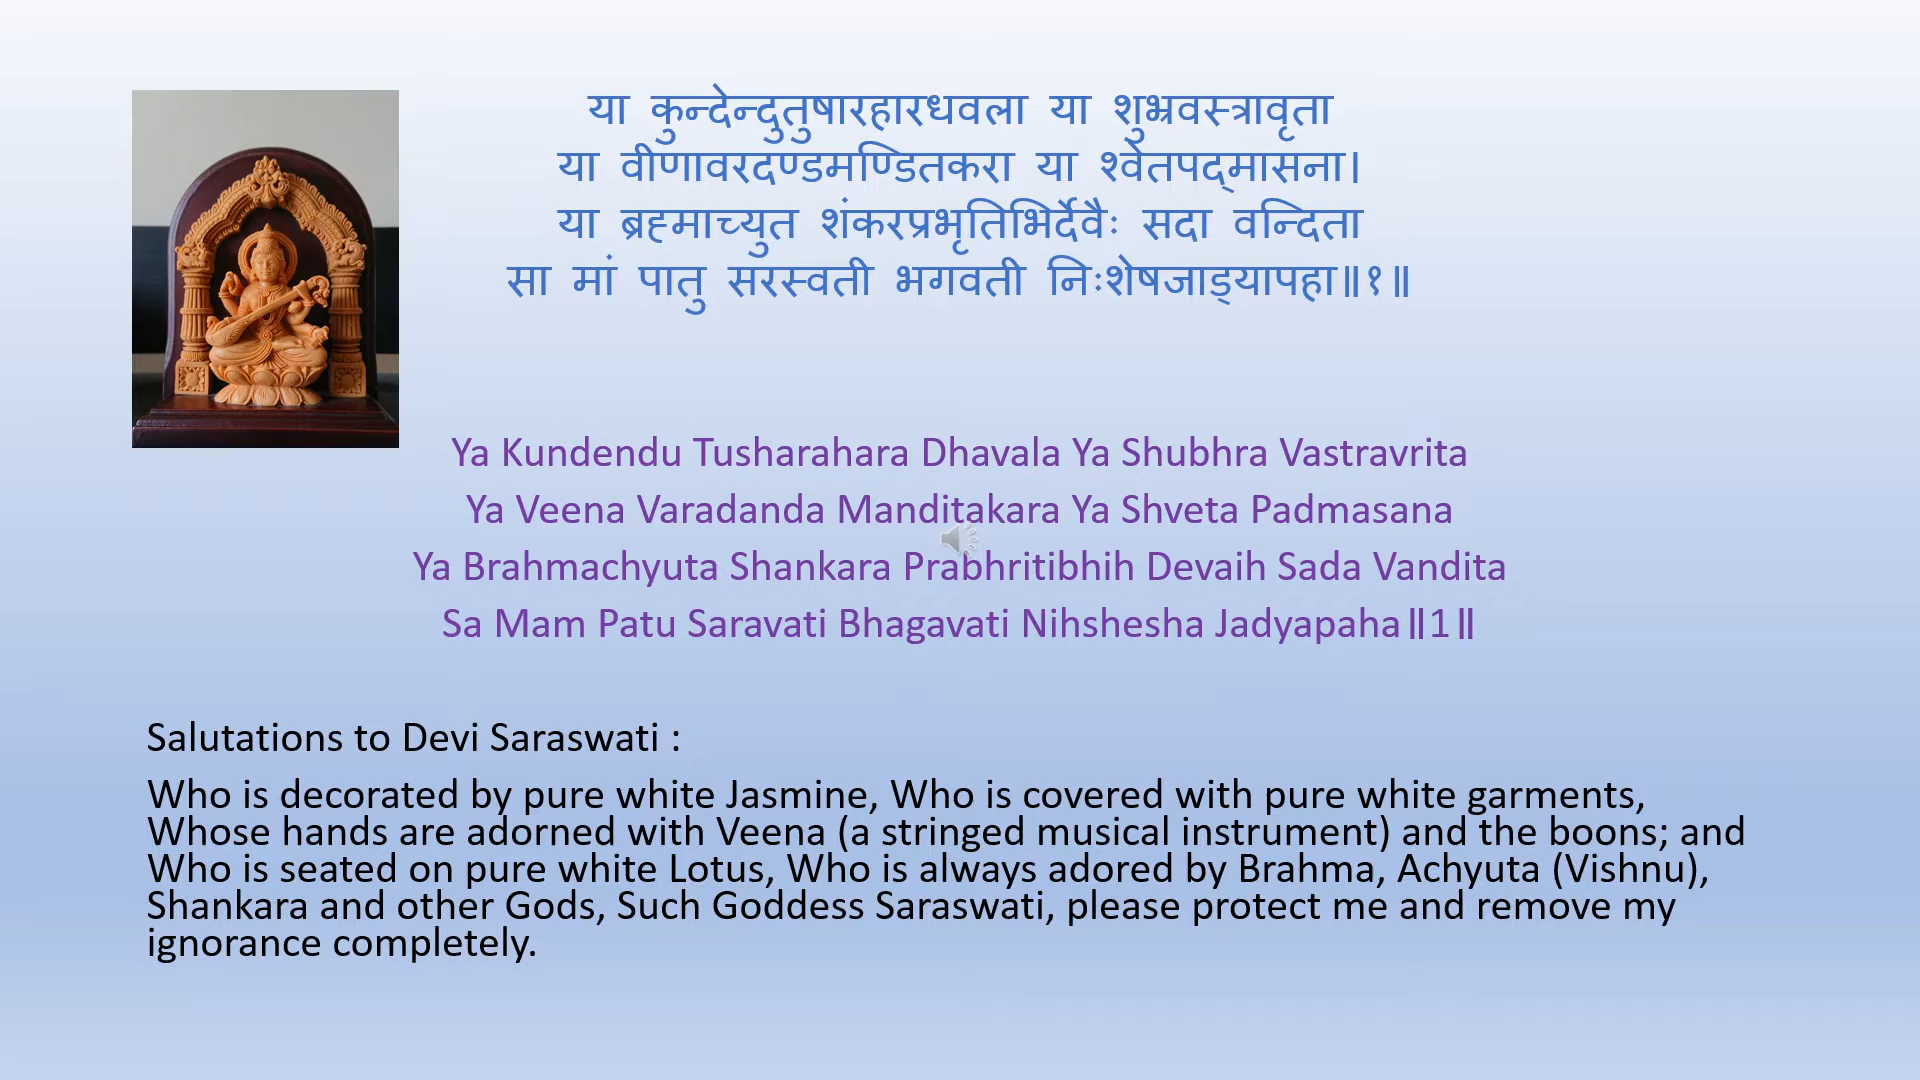 या कुन्देन्दुतुषारहारधवला या शुभ्रवस्त्रावृता
या वीणावरदण्डमण्डितकरा या श्वेतपद्मासना।
या ब्रह्माच्युत शंकरप्रभृतिभिर्देवैः सदा वन्दिता
सा मां पातु सरस्वती भगवती निःशेषजाड्यापहा॥१॥
Ya Kundendu Tusharahara Dhavala Ya Shubhra Vastravrita
Ya Veena Varadanda Manditakara Ya Shveta Padmasana
Ya Brahmachyuta Shankara Prabhritibhih Devaih Sada Vandita
Sa Mam Patu Saravati Bhagavati Nihshesha Jadyapaha॥1॥
Salutations to Devi Saraswati :
Who is decorated by pure white Jasmine, Who is covered with pure white garments,
Whose hands are adorned with Veena (a stringed musical instrument) and the boons; and
Who is seated on pure white Lotus, Who is always adored by Brahma, Achyuta (Vishnu),
Shankara and other Gods, Such Goddess Saraswati, please protect me and remove my
ignorance completely.